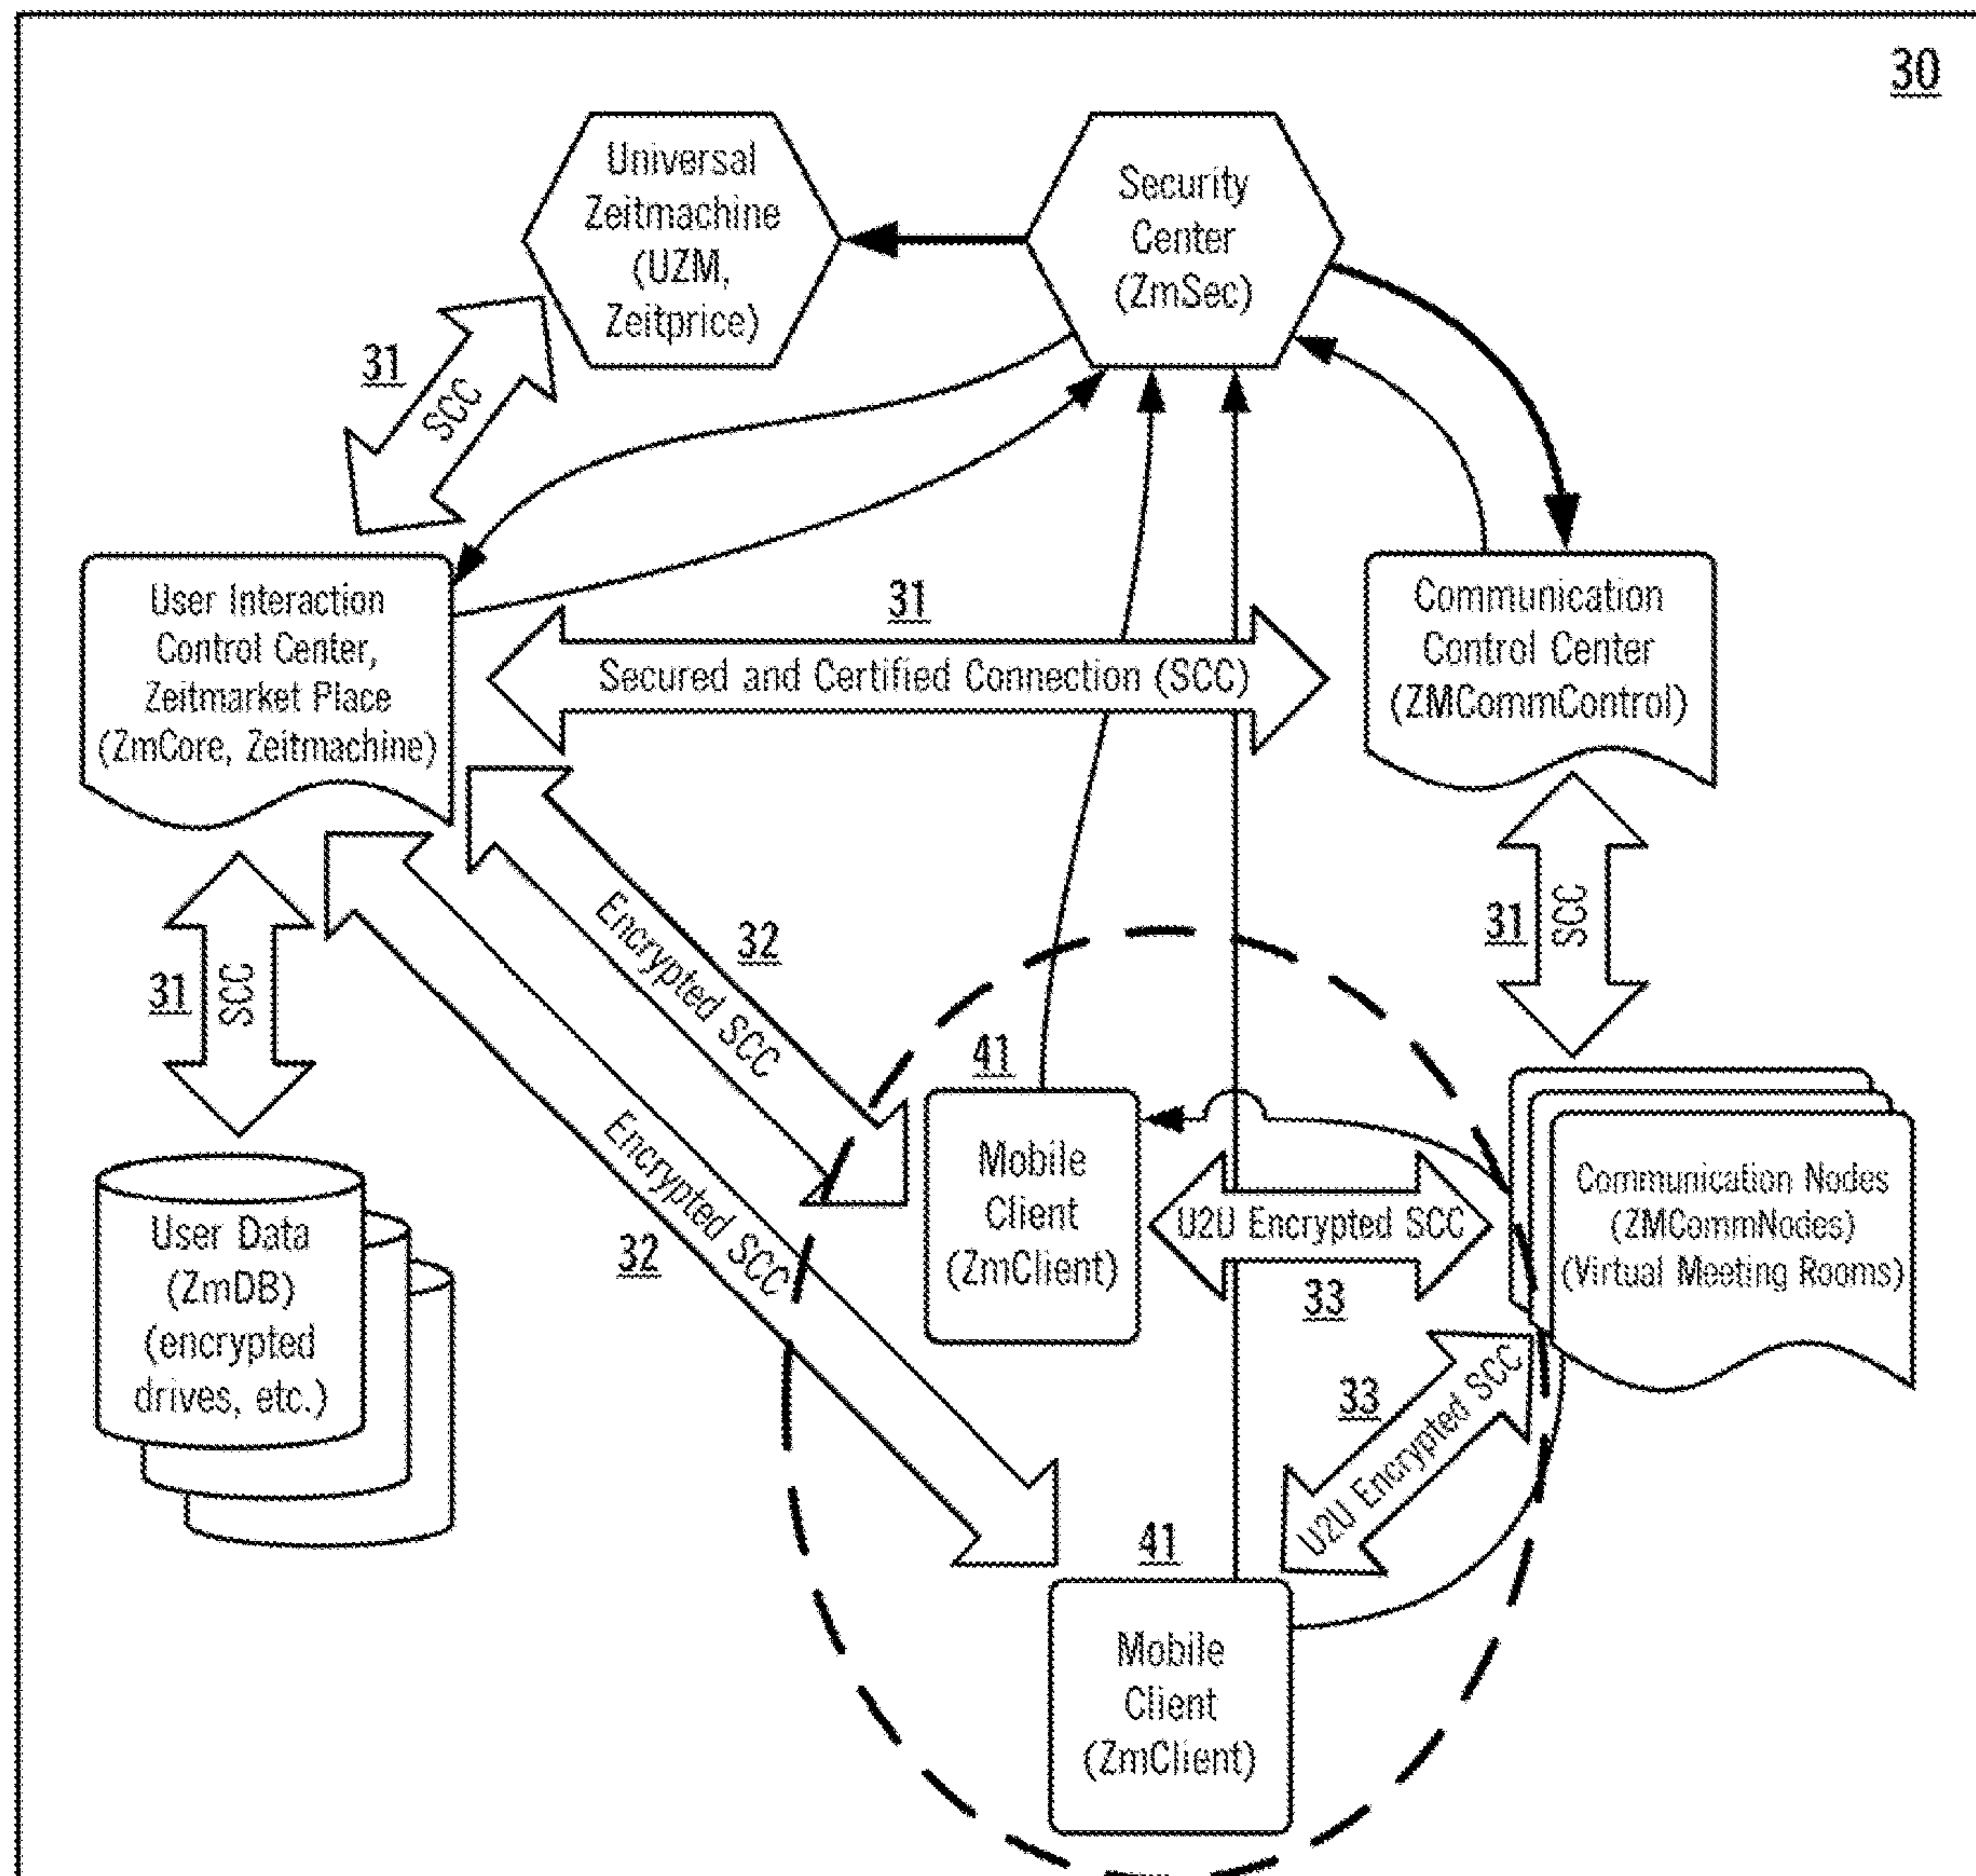 30
Universal
Zeitmachine
(UZM,
Zeitprice)
Security
Center
(ZmSec)
31
SCC
User Interaction
Control Center,
Zeitmarket Place
(ZmCore, Zeitmachine)
31
Secured and Certified Connection (SCC)
Communication
Control Center
(ZMCommControl)
31
SCC
Encrypted SCC
32
31
SCC
Encrypted SCC
32
41
Mobile
Client
(ZmClient)
U2U Encrypted SCC
33
Communication Nodes
(ZMCommNodes)
(Virtual Meeting Rooms)
User Data
(ZmDB)
(encrypted
drives, etc.)
33
U2U Encrypted SCC
41
Mobile
Client
(ZmClient)